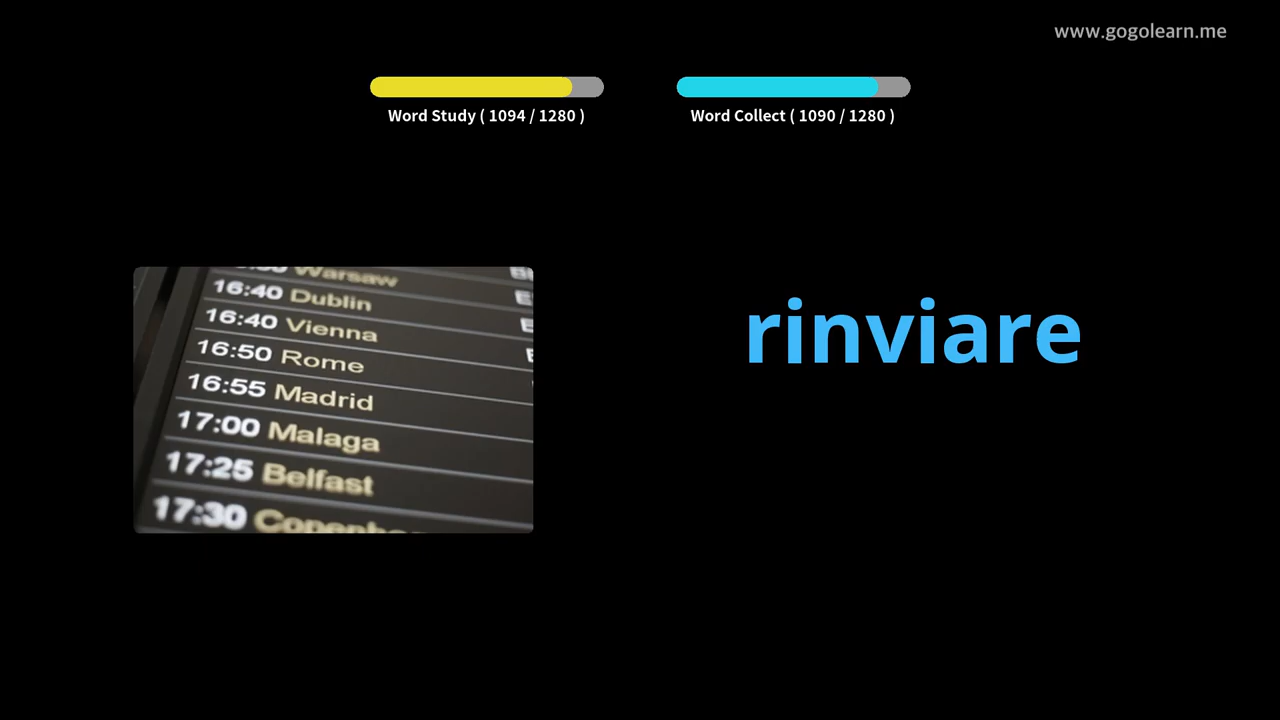 www.gogolearn.me
Word Study ( 1094 / 1280 )
Word Collect ( 1090 / 1280 )
Warsaw
16:40 Dublin
16:40 Vienna
16:50 Rome
16:55 Madrid
17:00 Malaga
17:25 Belfast
17:30
rinviare